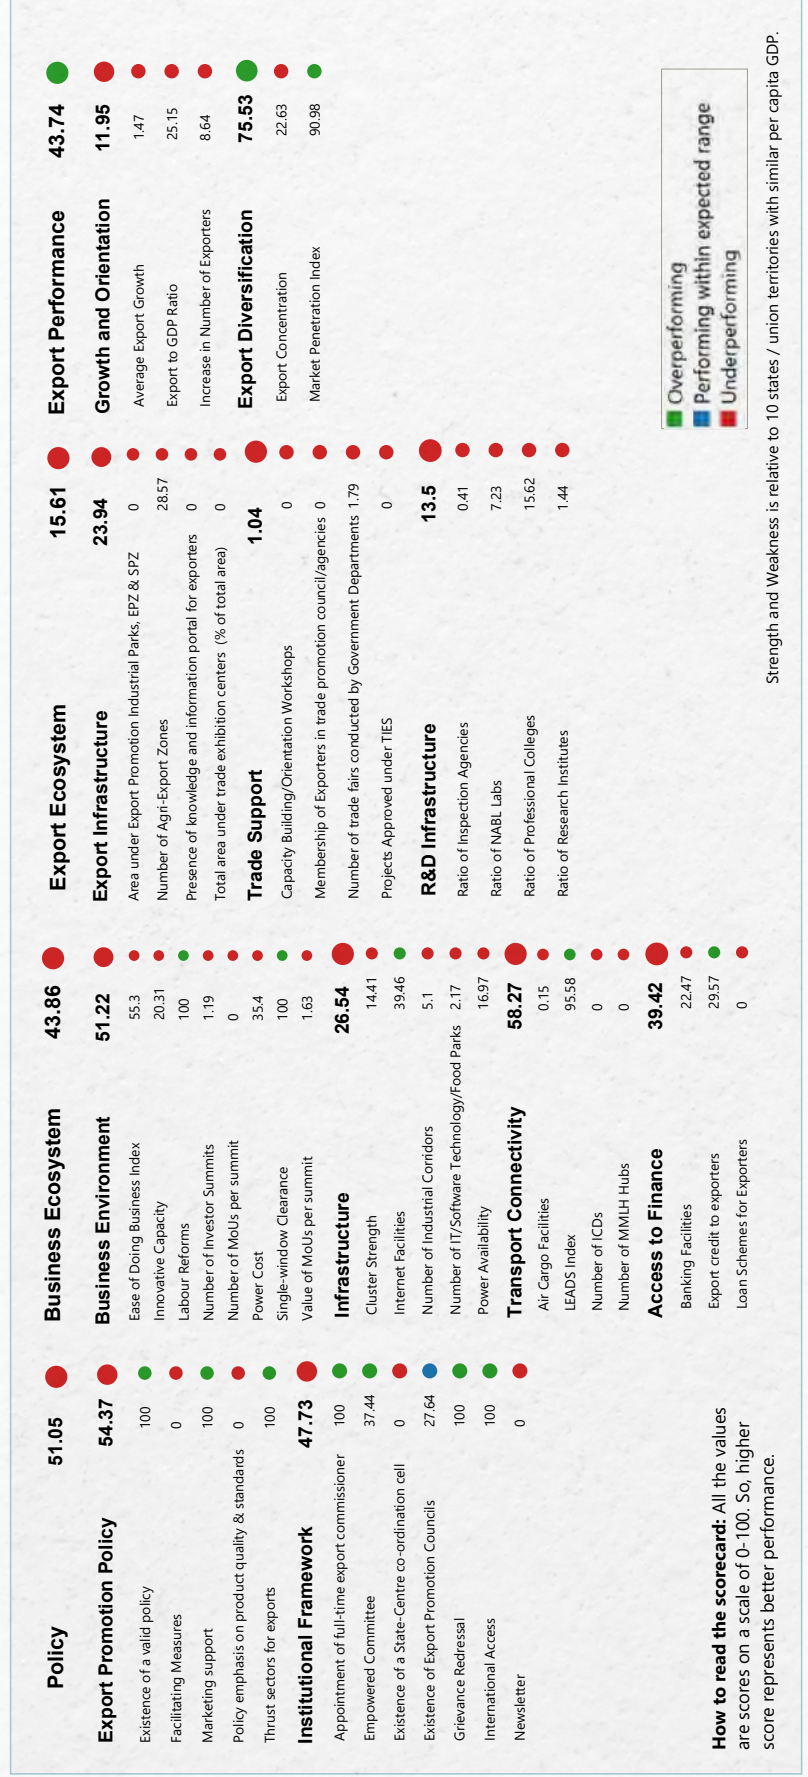 Policy 51.05
Export Promotion Policy 54.37
Existence of a valid policy 100
Facilitating Measures 0
Marketing support 100
Policy emphasis on product quality & standards 0
Thrust sectors for exports 100
Institutional Framework 47.73
Appointment of full-time export commissioner 100
Empowered Committee 37.44
Existence of a State-Centre co-ordination cell 0
Existence of Export Promotion Councils 27.64
Grievance Redressal 100
International Access 100
Newsletter 0
Business Ecosystem 43.86
Business Environment 51.22
Ease of Doing Business Index 55.3
Innovative Capacity 20.31
Labour Reforms 100
Number of Investor Summits 1.19
Number of MoUs per summit 0
Power Cost 35.4
Single-window Clearance 100
Value of MoUs per summit 1.63
Infrastructure 26.54
Cluster Strength 14.41
Internet Facilities 39.46
Number of Industrial Corridors 5.1
Number of IT/Software Technology/Food Parks 2.17
Power Availability 16.97
Transport Connectivity 58.27
Air Cargo Facilities 0.15
LEADS Index 95.58
Number of ICDs 0
Number of MMLH Hubs 0
Access to Finance 39.42
Banking Facilities 22.47
Export credit to exporters 29.57
Loan Schemes for Exporters 0
Export Ecosystem 15.61
Export Infrastructure 23.94
Area under Export Promotion Industrial Parks, EPZ & SPZ 0
Number of Agri-Export Zones 28.57
Presence of knowledge and information portal for exporters 0
Total area under trade exhibition centers (% of total area) 0
Trade Support 1.04
Capacity Building/Orientation Workshops 0
Membership of Exporters in trade promotion council/agencies 0
Number of trade fairs conducted by Government Departments 1.79
Projects Approved under TIES 0
R&D Infrastructure 13.5
Ratio of Inspection Agencies 0.41
Ratio of NABL Labs 7.23
Ratio of Professional Colleges 15.62
Ratio of Research Institutes 1.44
Export Performance 43.74
Growth and Orientation 11.95
Average Export Growth 1.47
Export to GDP Ratio 25.15
Increase in Number of Exporters 8.64
Export Diversification 75.53
Export Concentration 22.63
Market Penetration Index 90.98
Overperforming
Performing within expected range
Underperforming
How to read the scorecard: All the values
are scores on a scale of 0-100. So, higher
score represents better performance.
Strength and Weakness is relative to 10 states / union territories with similar per capita GDP.